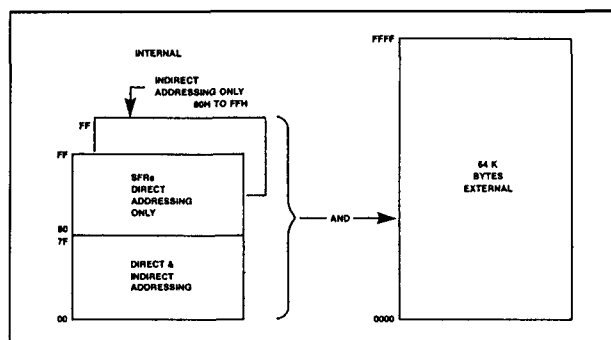 INTERNAL
INDIRECT
ADDRESSING ONLY
80H TO FFH
FF
FF
SFRs
DIRECT
ADDRESSING
ONLY
80
7F
DIRECT &
INDIRECT
ADDRESSING
00
AND
FFFF
64 K
BYTES
EXTERNAL
0000